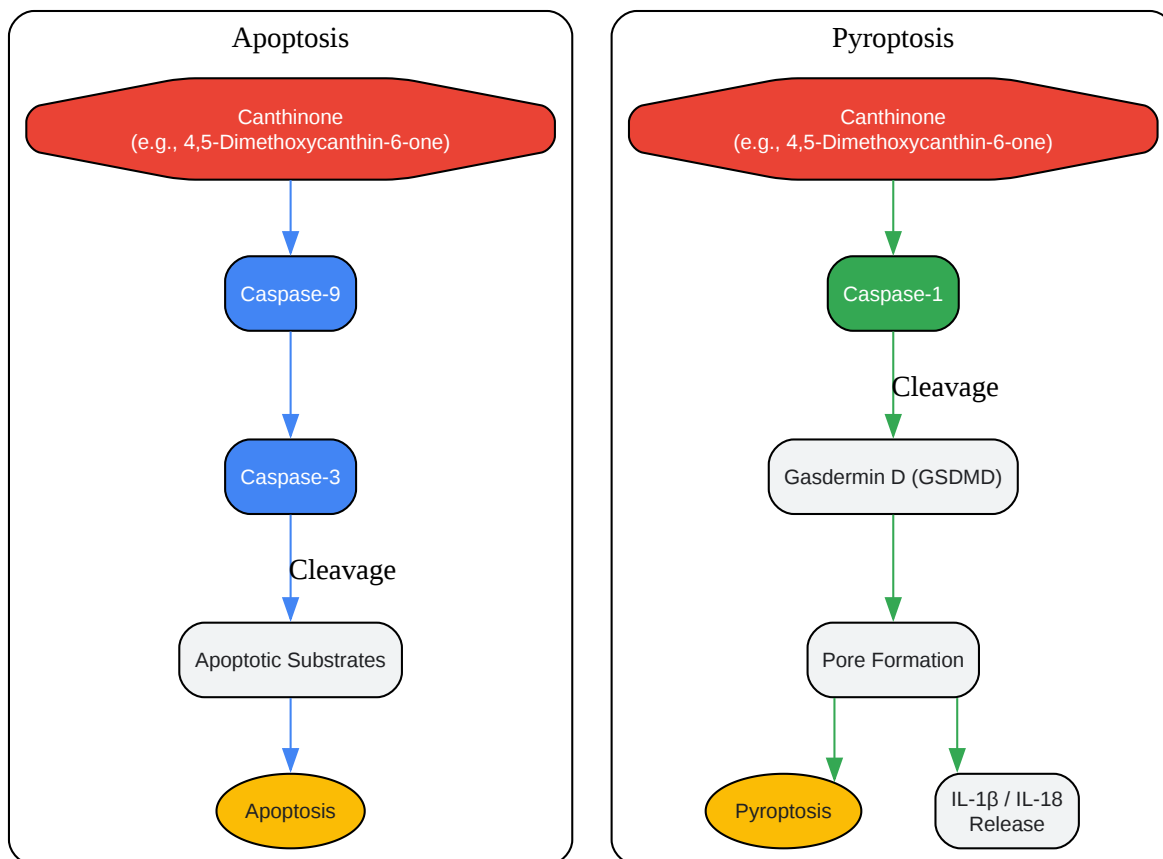 Apoptosis
Canthinone
(e.g., 4,5-Dimethoxycanthin-6-one)
Caspase-9
Caspase-3
Cleavage
Apoptotic Substrates
Apoptosis
Pyroptosis
Canthinone
(e.g., 4,5-Dimethoxycanthin-6-one)
Caspase-1
Cleavage
Gasdermin D (GSDMD)
Pore Formation
Pyroptosis
IL-1β / IL-18
Release